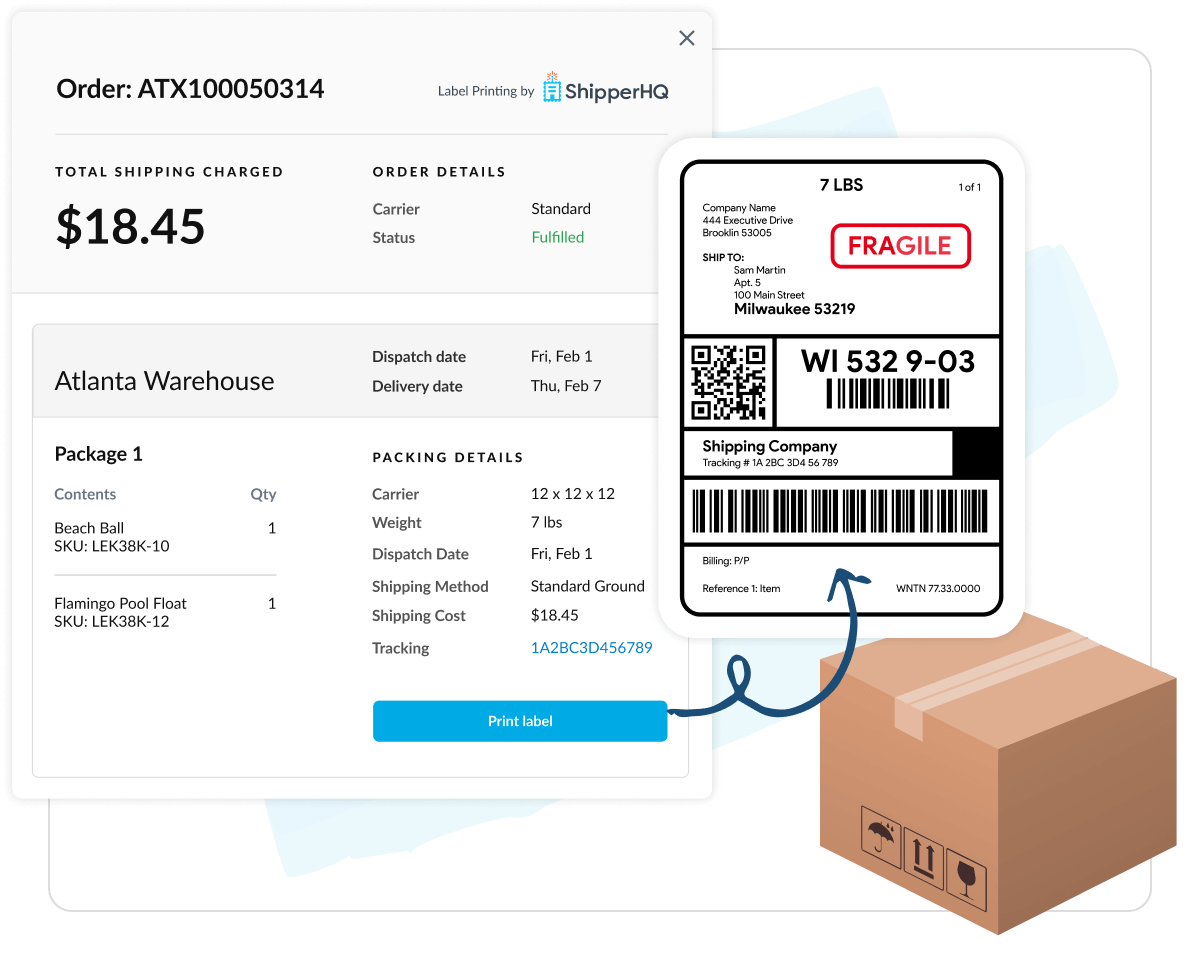 Order: ATX100050314
Label Printing by ShipperHQ
TOTAL SHIPPING CHARGED
$18.45
ORDER DETAILS
Carrier Standard
Status Fulfilled
Atlanta Warehouse
Dispatch date Fri, Feb 1
Delivery date Thu, Feb 7
Package 1
Contents Qty
Beach Ball 1
SKU: LEK38K-10
Flamingo Pool Float 1
SKU: LEK38K-12
PACKING DETAILS
Carrier 12 x 12 x 12
Weight 7 lbs
Dispatch Date Fri, Feb 1
Shipping Method Standard Ground
Shipping Cost $18.45
Tracking 1A2BC3D456789
Print label
7 LBS
1 of 1
Company Name
444 Executive Drive
Brooklin 53005
FRAGILE
SHIP TO:
Sam Martin
Apt. 5
100 Main Street
Milwaukee 53219
WI 532 9-03
Shipping Company
Tracking # 1A 2BC 3D4 56 789
Billing: P/P
Reference 1: Item
WNTN 77.33.0000